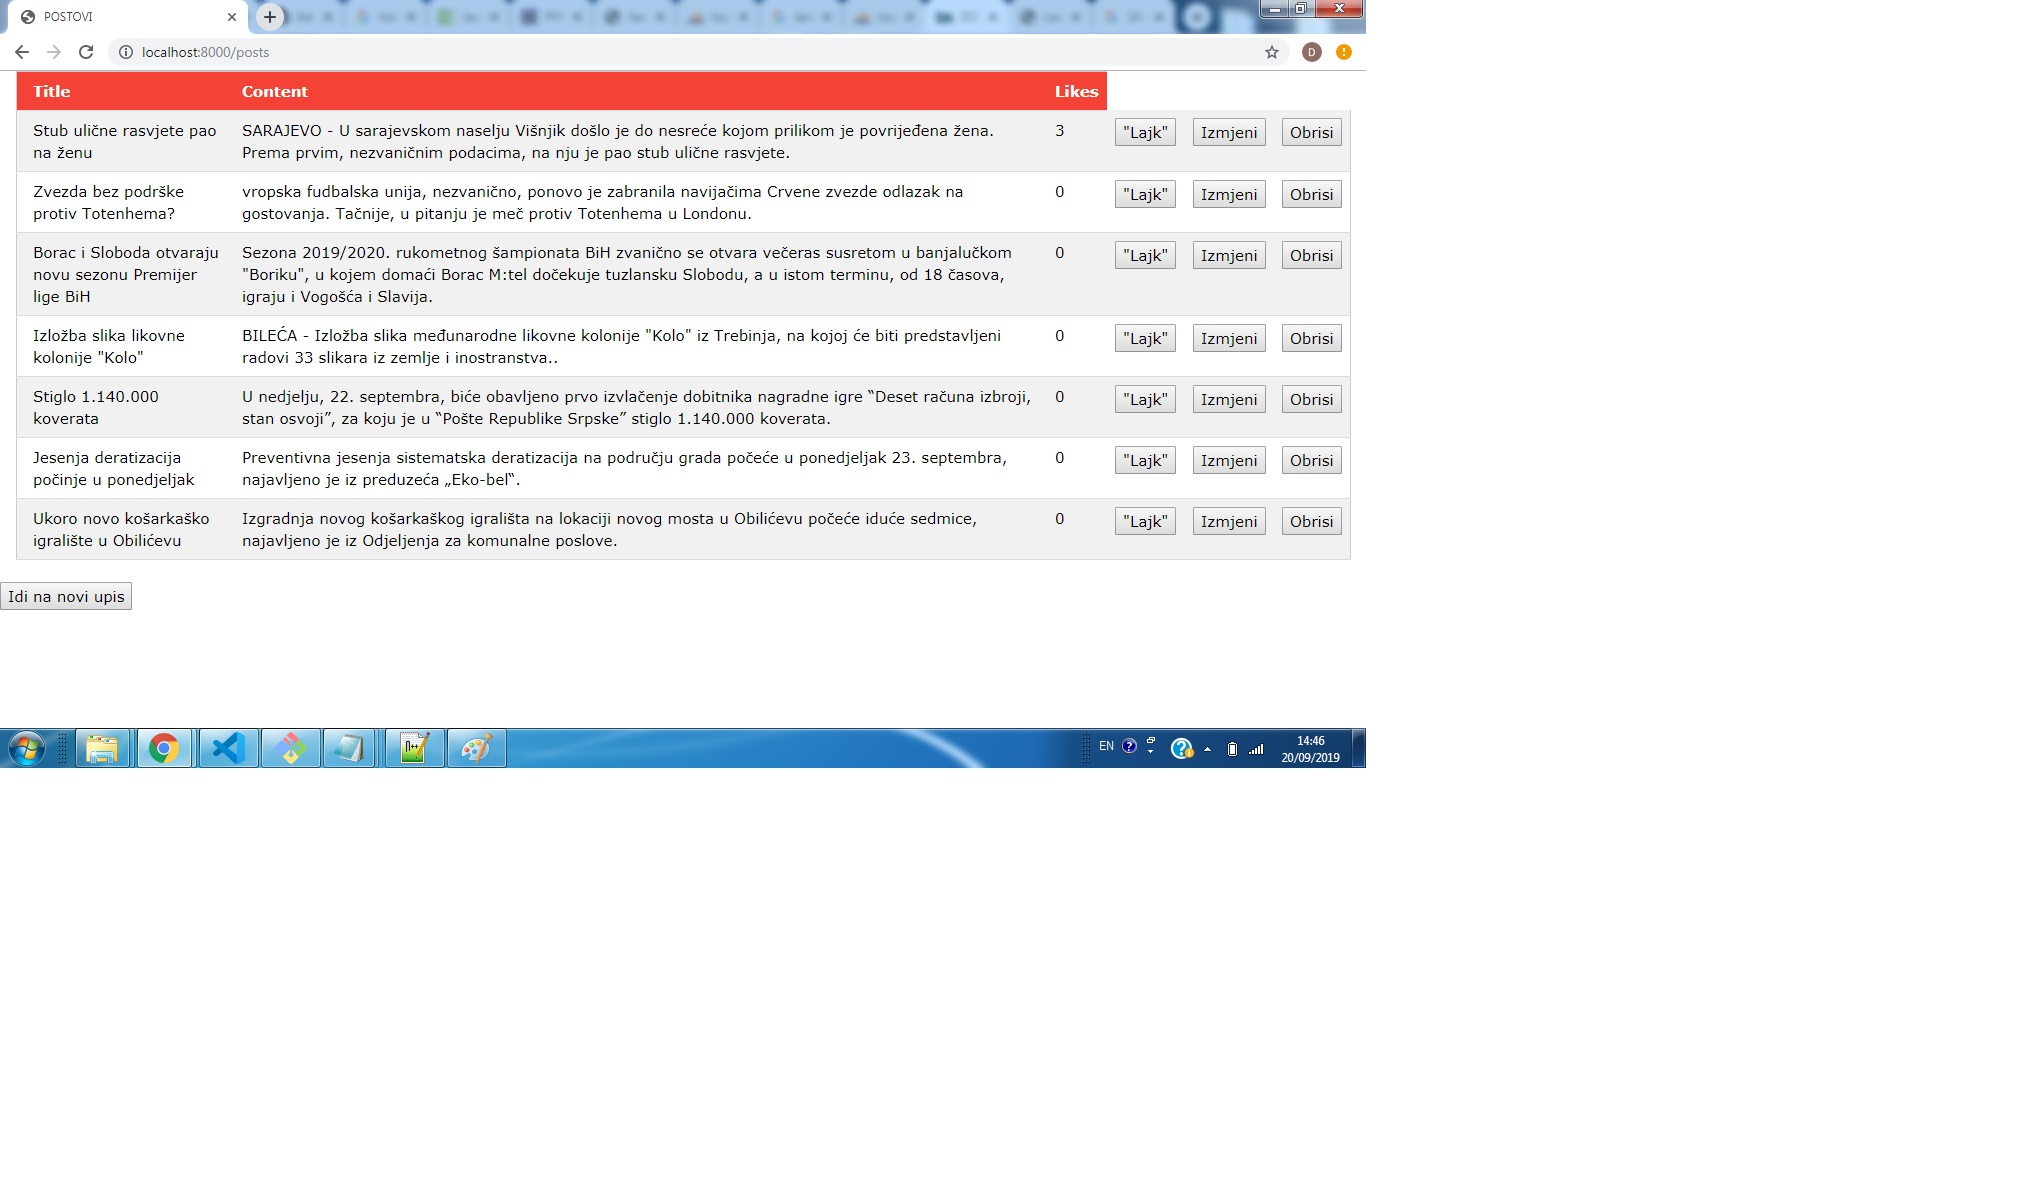 POSTOVI
localhost:8000/posts
D
Title Content Likes
Stub ulične rasvjete pao
na ženu
SARAJEVO - U sarajevskom naselju Višnjik došlo je do nesreće kojom prilikom je povrijeđena žena.
Prema prvim, nezvaničnim podacima, na nju je pao stub ulične rasvjete.
3 "Lajk" Izmjeni Obrisi
Zvezda bez podrške
protiv Totenhema?
vropska fudbalska unija, nezvanično, ponovo je zabranila navijačima Crvene zvezde odlazak na
gostovanja. Tačnije, u pitanju je meč protiv Totenhema u Londonu.
0 "Lajk" Izmjeni Obrisi
Borac i Sloboda otvaraju
novu sezonu Premijer
lige BiH
Sezona 2019/2020. rukometnog šampionata BiH zvanično se otvara večeras susretom u banjalučkom
"Boriku", u kojem domaći Borac M:tel dočekuje tuzlansku Slobodu, a u istom terminu, od 18 časova,
igraju i Vogošća i Slavija.
0 "Lajk" Izmjeni Obrisi
Izložba slika likovne
kolonije "Kolo"
BILEĆA - Izložba slika međunarodne likovne kolonije "Kolo" iz Trebinja, na kojoj će biti predstavljeni
radovi 33 slikara iz zemlje i inostranstva..
0 "Lajk" Izmjeni Obrisi
Stiglo 1.140.000
koverata
U nedjelju, 22. septembra, biće obavljeno prvo izvlačenje dobitnika nagradne igre “Deset računa izbroji,
stan osvoji”, za koju je u “Pošte Republike Srpske” stiglo 1.140.000 koverata.
0 "Lajk" Izmjeni Obrisi
Jesenja deratizacija
počinje u ponedjeljak
Preventivna jesenja sistematska deratizacija na području grada počeće u ponedjeljak 23. septembra,
najavljeno je iz preduzeća „Eko-bel“.
0 "Lajk" Izmjeni Obrisi
Ukoro novo košarkaško
igralište u Obilićevu
Izgradnja novog košarkaškog igrališta na lokaciji novog mosta u Obilićevu počeće iduće sedmice,
najavljeno je iz Odjeljenja za komunalne poslove.
0 "Lajk" Izmjeni Obrisi
Idi na novi upis
EN
14:46
20/09/2019